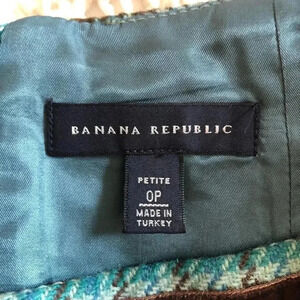 BANANA REPUBLIC
PETITE
0P
MADE IN
TURKEY